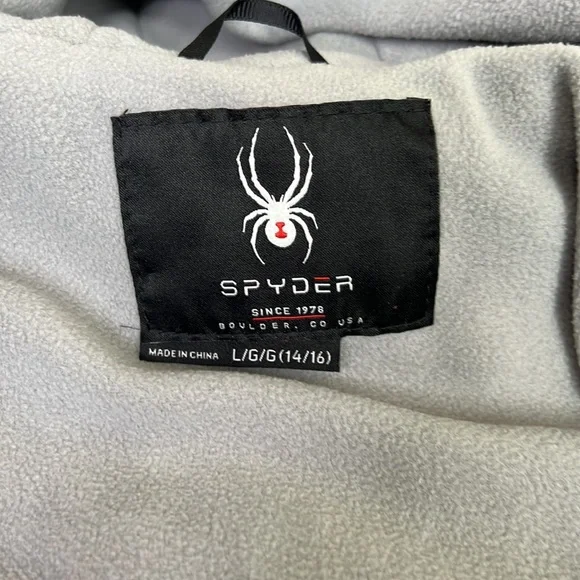 SPYDER
SINCE 1978
BOULDER, CO USA
MADE IN CHINA L/G/G (14/16)